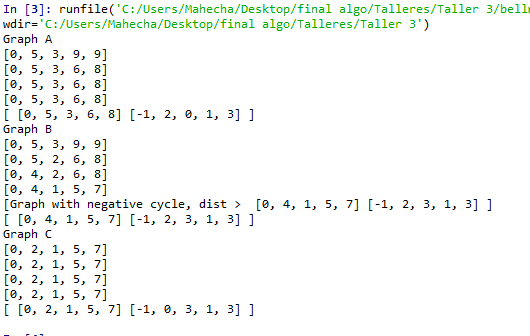 In [3]: runfile('C:/Users/Mahecha/Desktop/final algo/Talleres/Taller 3/bell
wdir='C:/Users/Mahecha/Desktop/final algo/Talleres/Taller 3')
Graph A
[0, 5, 3, 9, 9]
[0, 5, 3, 6, 8]
[0, 5, 3, 6, 8]
[0, 5, 3, 6, 8]
[ [0, 5, 3, 6, 8] [-1, 2, 0, 1, 3] ]
Graph B
[0, 5, 3, 9, 9]
[0, 5, 2, 6, 8]
[0, 4, 2, 6, 8]
[0, 4, 1, 5, 7]
[Graph with negative cycle, dist > [0, 4, 1, 5, 7] [-1, 2, 3, 1, 3] ]
[ [0, 4, 1, 5, 7] [-1, 2, 3, 1, 3] ]
Graph C
[0, 2, 1, 5, 7]
[0, 2, 1, 5, 7]
[0, 2, 1, 5, 7]
[0, 2, 1, 5, 7]
[ [0, 2, 1, 5, 7] [-1, 0, 3, 1, 3] ]